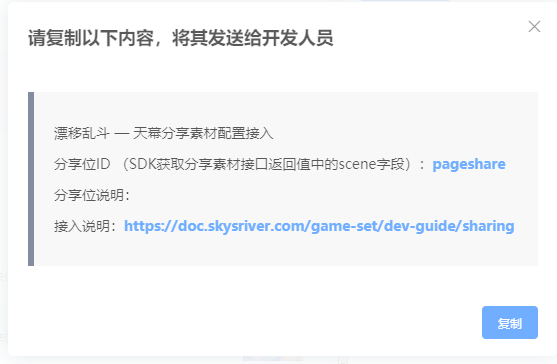 请复制以下内容，将其发送给开发人员
漂移乱斗 — 天幕分享素材配置接入
分享位ID （SDK获取分享素材接口返回值中的scene字段）：pageshare
分享位说明：
接入说明：https://doc.skysriver.com/game-set/dev-guide/sharing
复制